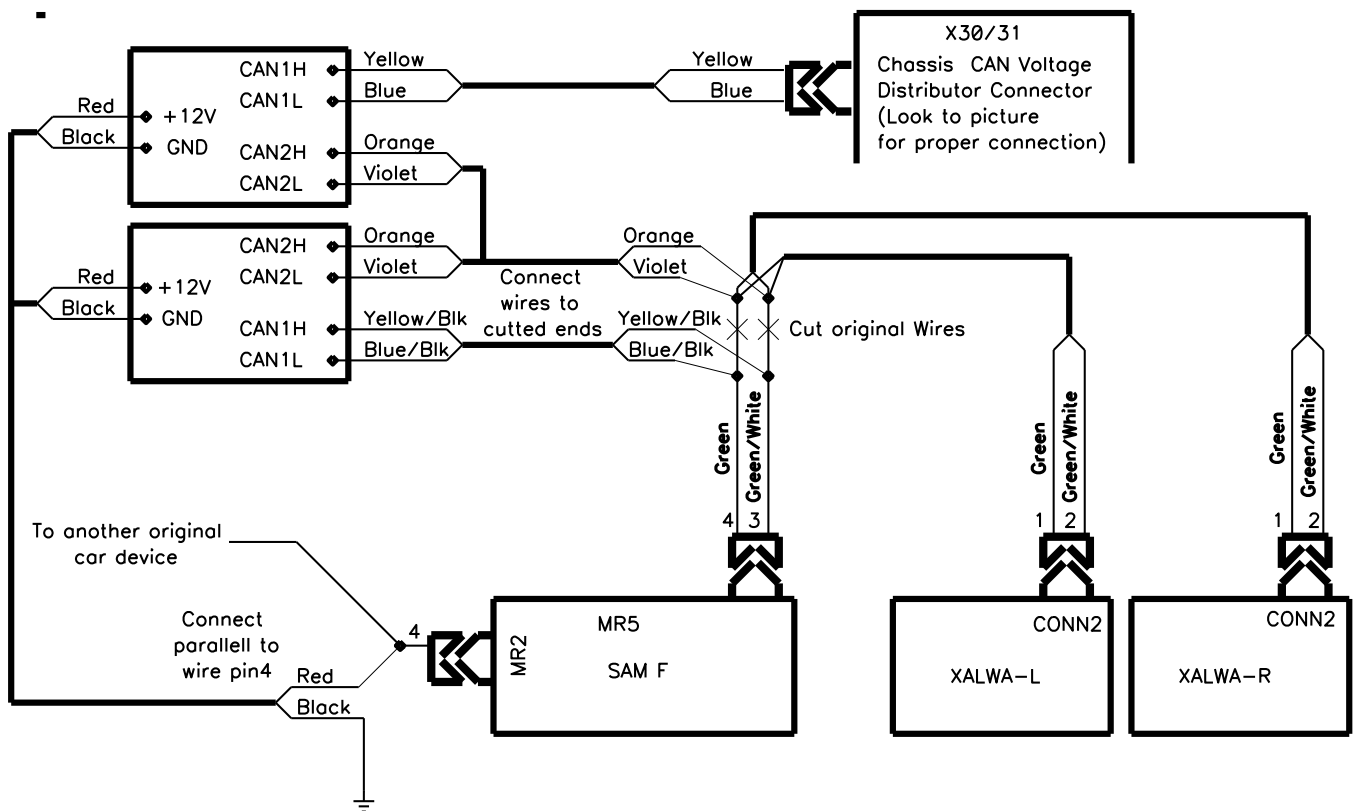 X30/31
Chassis CAN Voltage
Distributor Connector
(Look to picture
for proper connection)
Yellow
Blue
CAN1H
CAN1L
CAN2H
CAN2L
Yellow
Blue
Orange
Violet
Red
Black
+12V
GND
CAN2H
CAN2L
CAN1H
CAN1L
Orange
Violet
Yellow/Blk
Blue/Blk
Red
Black
+12V
GND
Connect
wires to
cutted ends
Orange
Violet
Yellow/Blk
Blue/Blk
Cut original Wires
Green
Green/White
4 3
Green
Green/White
1 2
Green
Green/White
1 2
To another original
car device
Connect
parallell to
wire pin4
Red
Black
4
MR2
MR5
SAM F
CONN2
XALWA-L
CONN2
XALWA-R